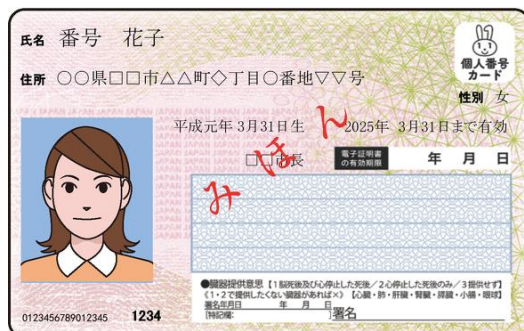 氏名 番号 花子
個人番号
カード
住所 〇〇県□□市△△町◇丁目〇番地▽▽号
性別 女
平成元年 3月31日生 2025年 3月31日まで有効
□□市長 電子証明書の有効期限 年 月 日
みほん
●臓器提供意思【1脳死後及び心停止した死後/2心停止した死後のみ/3提供せず】
《1・2で提供したくない臓器があれば×》【心臓・肺・肝臓・腎臓・膵臓・小腸・眼球】
署名年月日 年 月 日
[特記欄: ] 署名
0123456789012345 1234